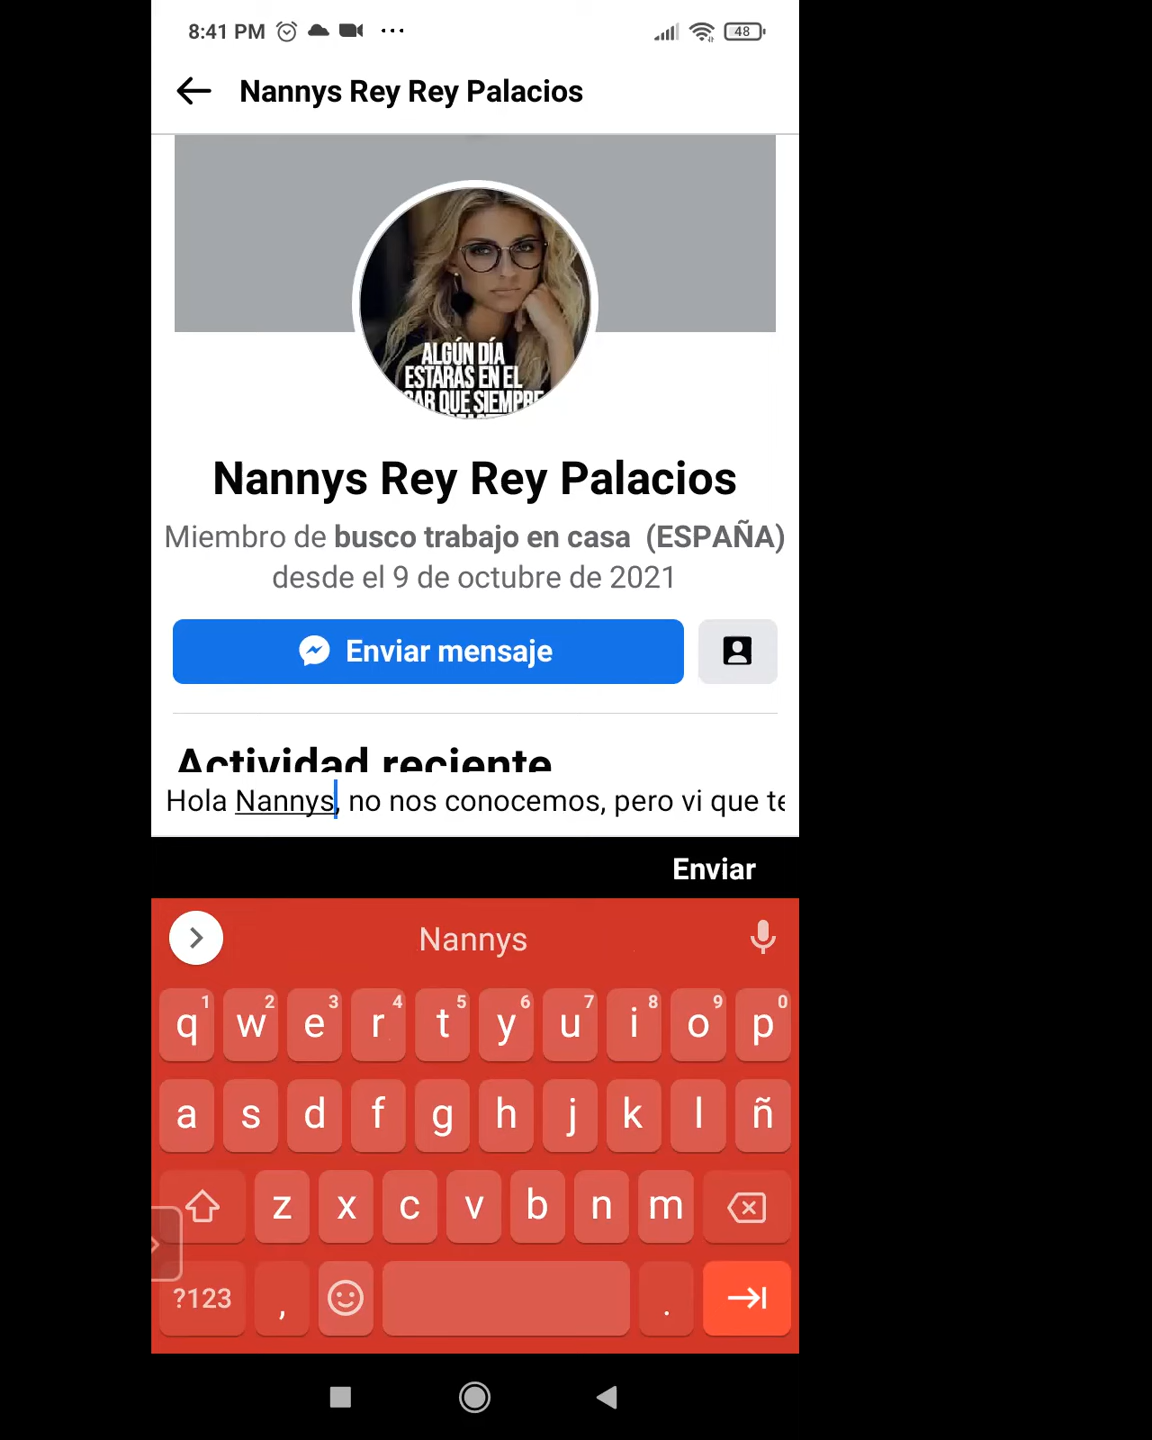 8:41 PM ... 48
Nannys Rey Rey Palacios
ALGÚN DÍA
ESTARÁS EN EL
QUE SIEMPRE
Nannys Rey Rey Palacios
Miembro de busco trabajo en casa (ESPAÑA)
desde el 9 de octubre de 2021
Enviar mensaje
Actividad reciente
Hola Nannys, no nos conocemos, pero vi que te
Enviar
Nannys
1 2 3 4 5 6 7 8 9 0
q w e r t y u i o p
a s d f g h j k l ñ
z x c v b n m
?123 , .